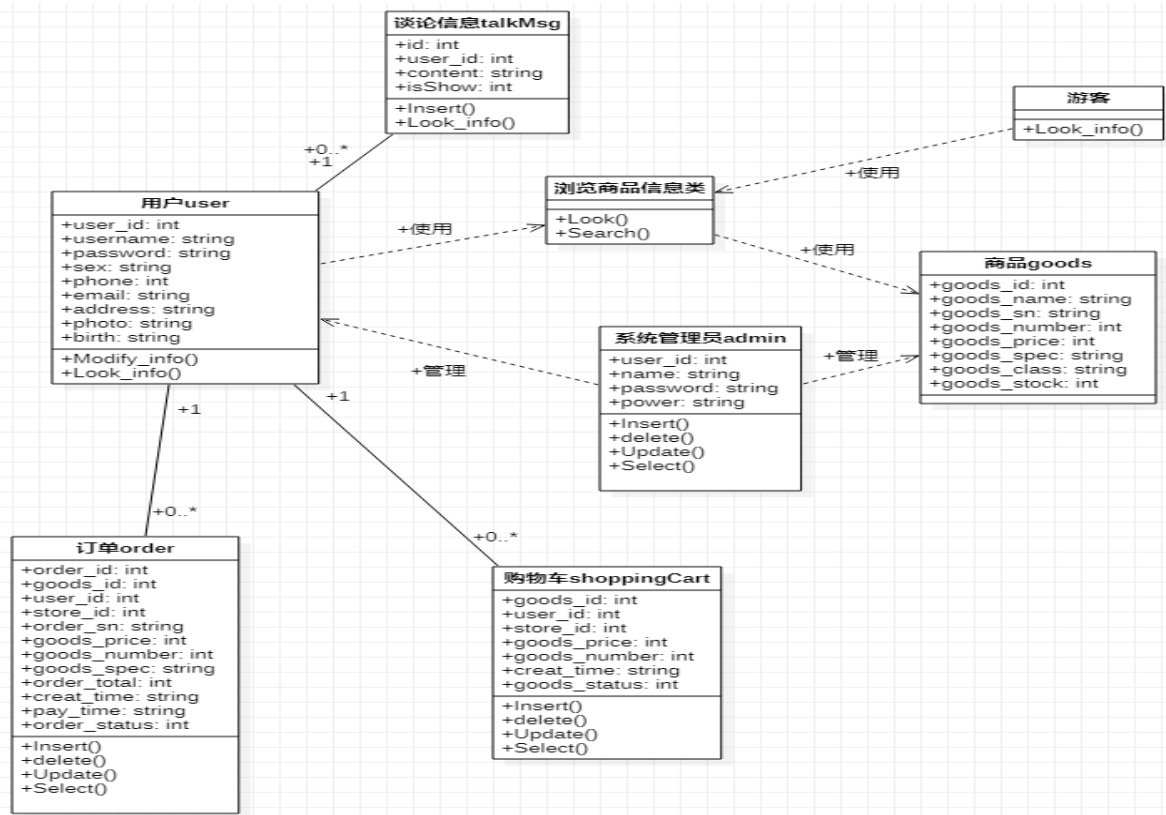 谈论信息talkMsg
+id: int
+user_id: int
+content: string
+isShow: int
+Insert()
+Look_info()
游客
+Look_info()
+0..*
+1
+使用
浏览商品信息类
+Look()
+Search()
用户user
+user_id: int
+username: string
+password: string
+sex: string
+phone: int
+email: string
+address: string
+photo: string
+birth: string
+Modify_info()
+Look_info()
+使用
+使用
商品goods
+goods_id: int
+goods_name: string
+goods_sn: string
+goods_number: int
+goods_price: int
+goods_spec: string
+goods_class: string
+goods_stock: int
系统管理员admin
+user_id: int
+name: string
+password: string
+power: string
+Insert()
+delete()
+Update()
+Select()
+管理
+管理
+1
+1
+0..*
+0..*
订单order
+order_id: int
+goods_id: int
+user_id: int
+store_id: int
+order_sn: string
+goods_price: int
+goods_number: int
+goods_spec: string
+order_total: int
+creat_time: string
+pay_time: string
+order_status: int
+Insert()
+delete()
+Update()
+Select()
购物车shoppingCart
+goods_id: int
+user_id: int
+store_id: int
+goods_price: int
+goods_number: int
+creat_time: string
+goods_status: int
+Insert()
+delete()
+Update()
+Select()